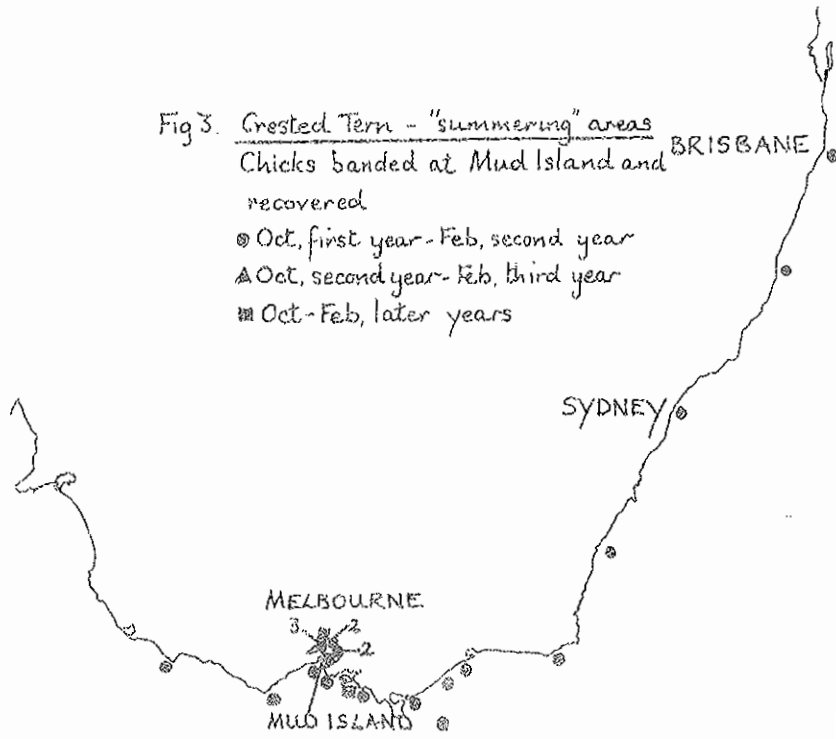 Fig 3. Crested Tern - "summering" areas
Chicks banded at Mud Island and
recovered
Oct, first year - Feb, second year
Oct, second year - Feb, third year
Oct - Feb, later years
BRISBANE
SYDNEY
MELBOURNE
3
2
2
MUD ISLAND